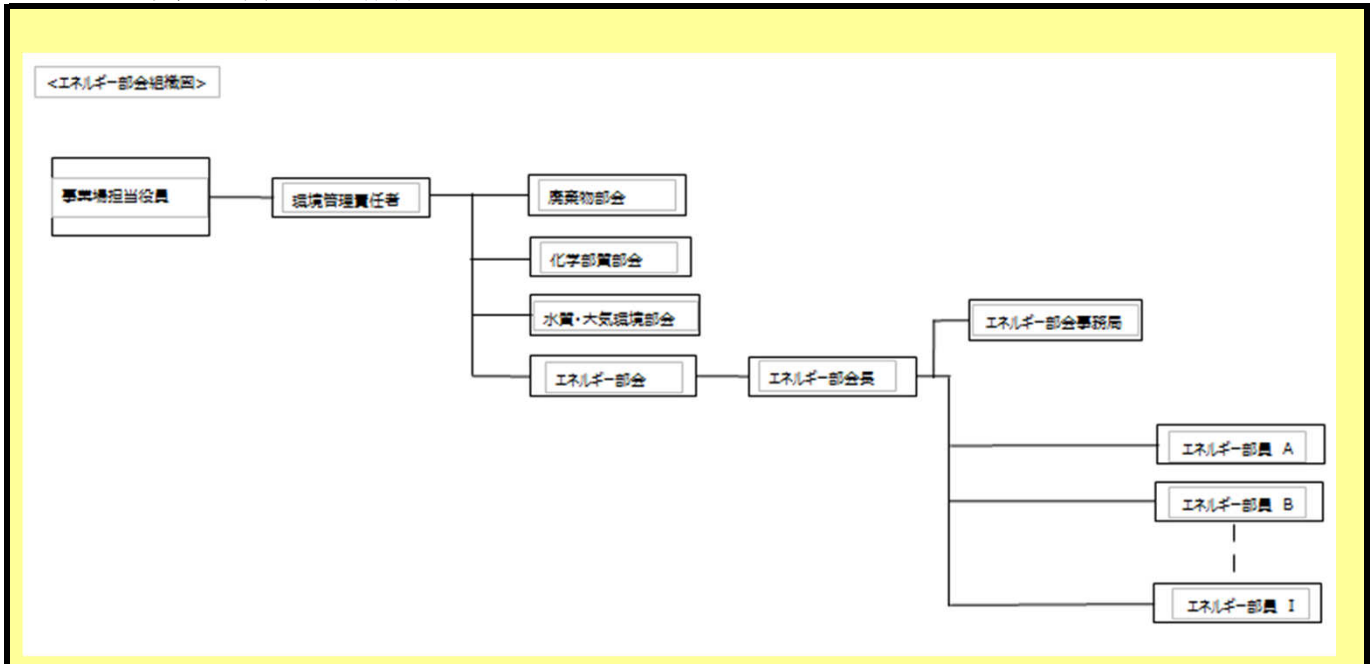 <エネルギー部会組織図>
事業場担当役員
環境管理責任者
廃棄物部会
化学部質部会
水質・大気環境部会
エネルギー部会
エネルギー部会長
エネルギー部会事務局
エネルギー部員 A
エネルギー部員 B
エネルギー部員 I